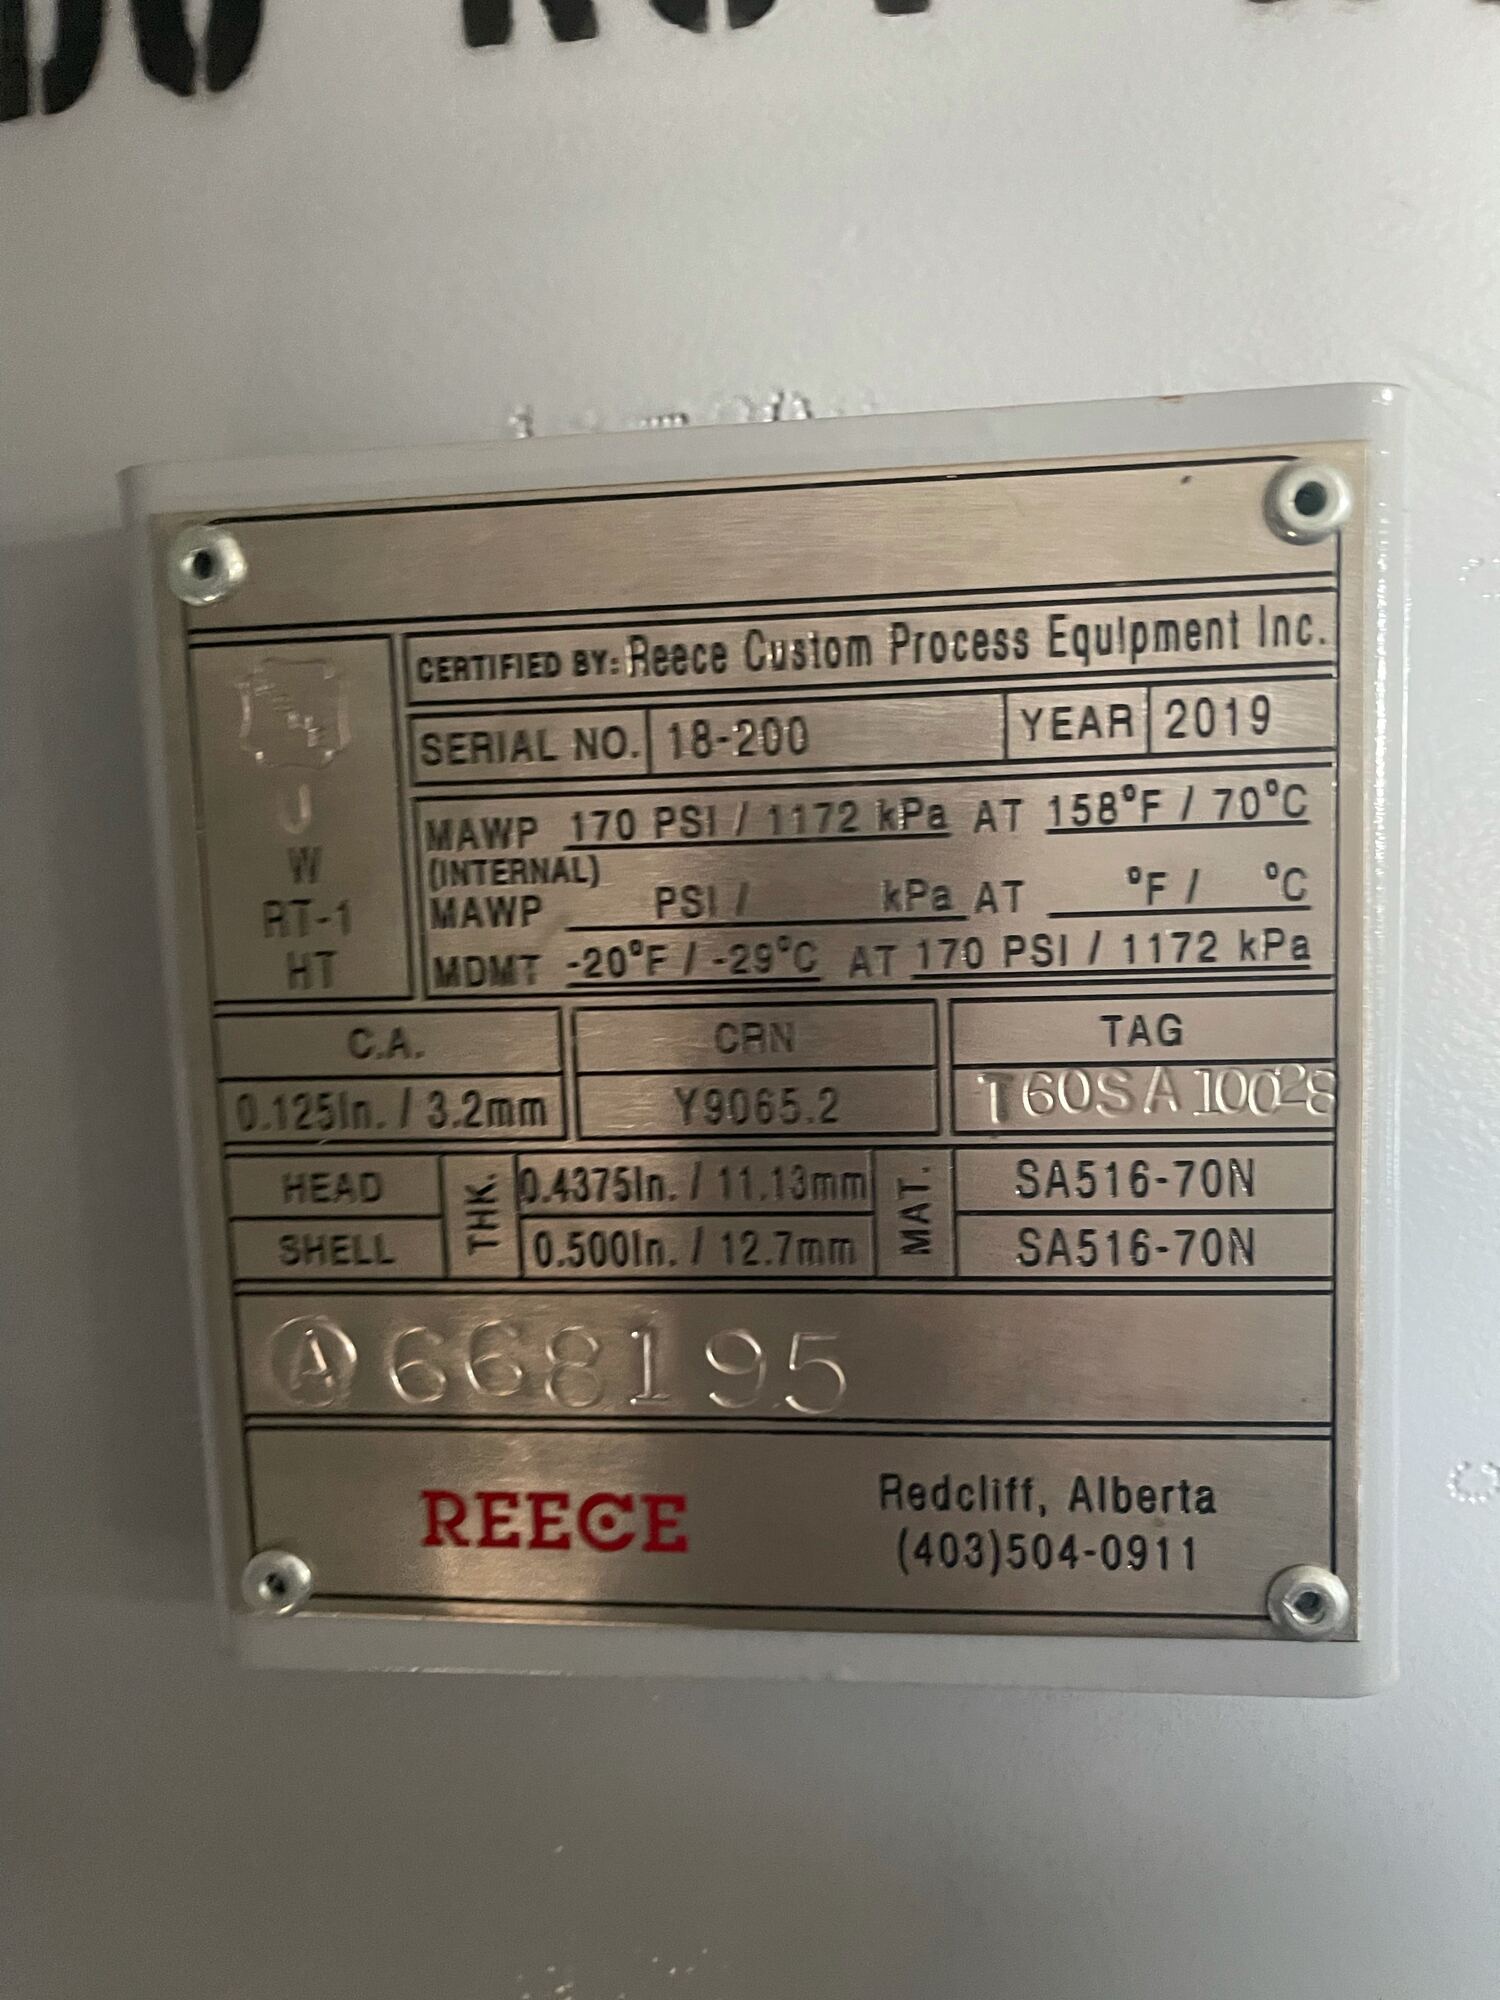 CERTIFIED BY: Reece Custom Process Equipment Inc.
SERIAL NO. 18-200 YEAR 2019
U
W
RT-1
HT
MAWP 170 PSI / 1172 kPa AT 158°F / 70°C
(INTERNAL)
MAWP PSI / kPa AT °F / °C
MDMT -20°F / -29°C AT 170 PSI / 1172 kPa
C.A. CRN TAG
0.125in. / 3.2mm Y9065.2 T60SA10028
HEAD THK. 0.4375in. / 11.13mm MAT. SA516-70N
SHELL 0.500in. / 12.7mm SA516-70N
A 668195
REECE
Redcliff, Alberta
(403)504-0911